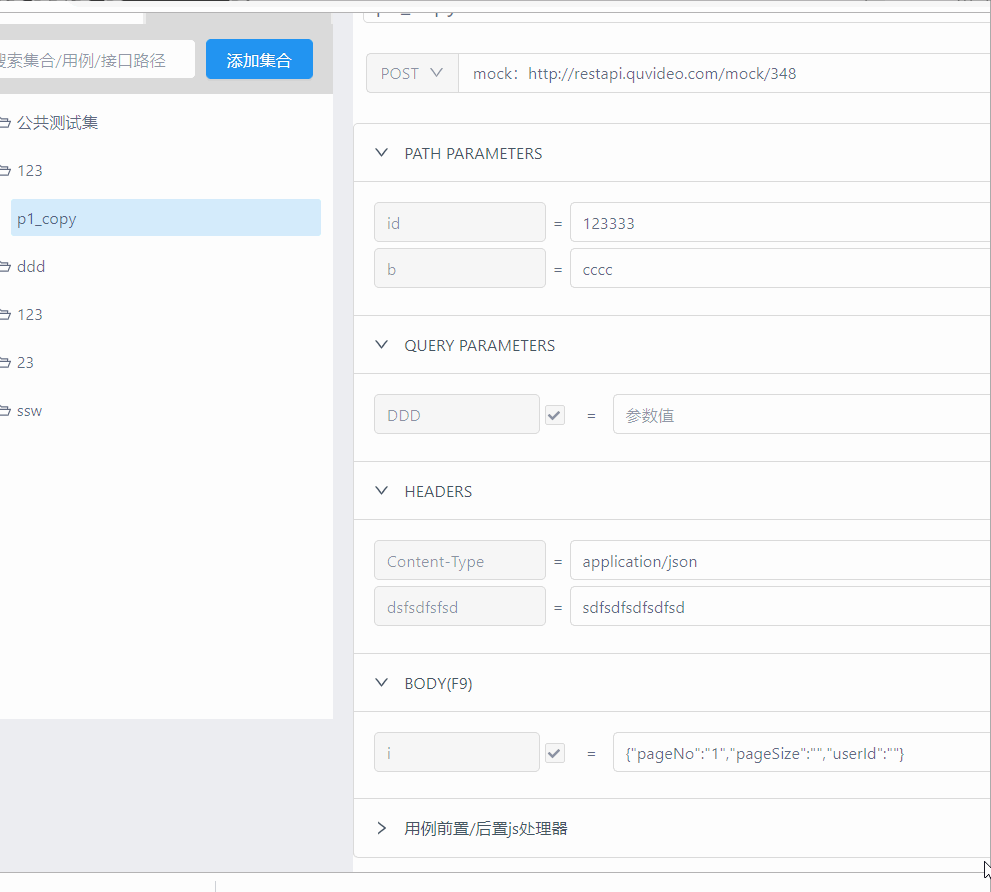 搜索集合/用例/接口路径
添加集合
公共测试集
123
p1_copy
ddd
123
23
ssw
POST
mock：http://restapi.quvideo.com/mock/348
PATH PARAMETERS
id = 123333
b = cccc
QUERY PARAMETERS
DDD = 参数值
HEADERS
Content-Type = application/json
dsfsdfsfsd = sdfsdfsdfsdfsd
BODY(F9)
i = {"pageNo":"1","pageSize":"","userId":""}
用例前置/后置js处理器